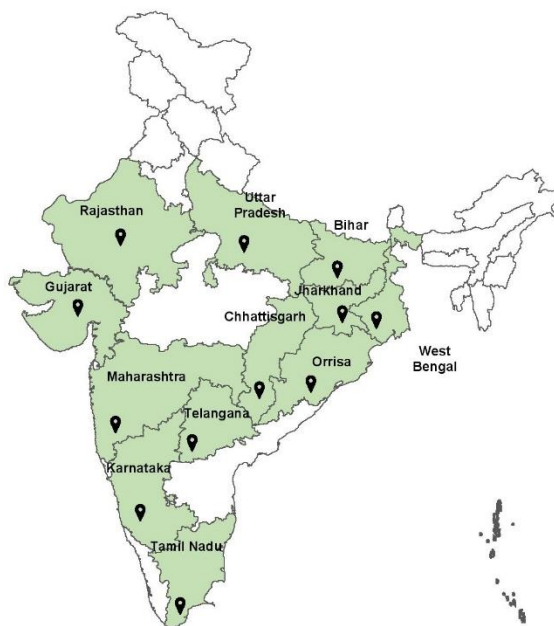 Uttar
Pradesh
Rajasthan
Bihar
Gujarat
Jharkhand
Chhattisgarh
West
Bengal
Orrisa
Maharashtra
Telangana
Karnataka
Tamil Nadu